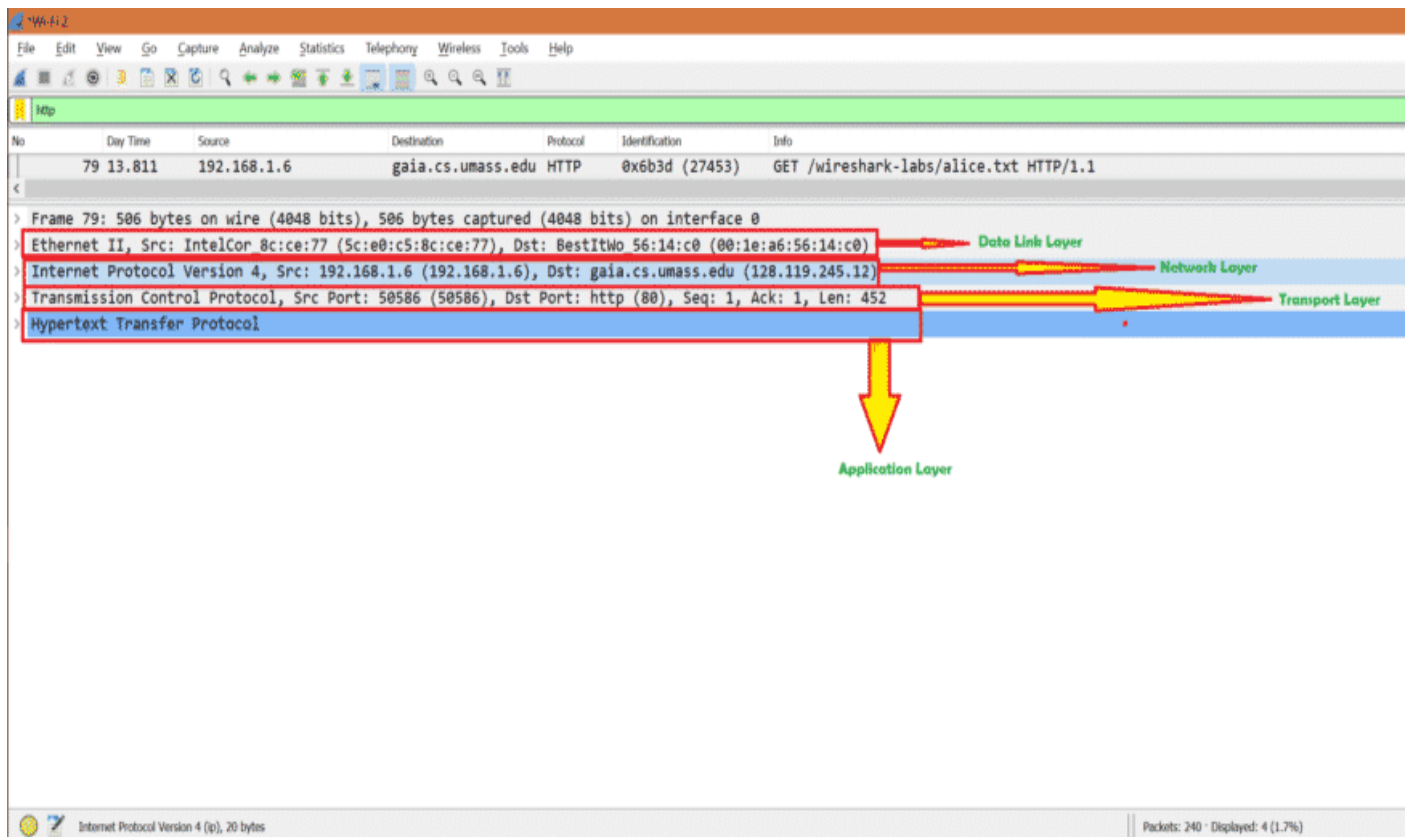 *Wi-Fi 2
File Edit View Go Capture Analyze Statistics Telephony Wireless Tools Help
http
No Day Time Source Destination Protocol Identification Info
79 13.811 192.168.1.6 gaia.cs.umass.edu HTTP 0x6b3d (27453) GET /wireshark-labs/alice.txt HTTP/1.1
Frame 79: 506 bytes on wire (4048 bits), 506 bytes captured (4048 bits) on interface 0
Ethernet II, Src: IntelCor_8c:ce:77 (5c:e0:c5:8c:ce:77), Dst: BestItWo_56:14:c0 (00:1e:a6:56:14:c0)
Data Link Layer
Internet Protocol Version 4, Src: 192.168.1.6 (192.168.1.6), Dst: gaia.cs.umass.edu (128.119.245.12)
Network Layer
Transmission Control Protocol, Src Port: 50586 (50586), Dst Port: http (80), Seq: 1, Ack: 1, Len: 452
Transport Layer
Hypertext Transfer Protocol
Application Layer
Internet Protocol Version 4 (ip), 20 bytes
Packets: 240 · Displayed: 4 (1.7%)